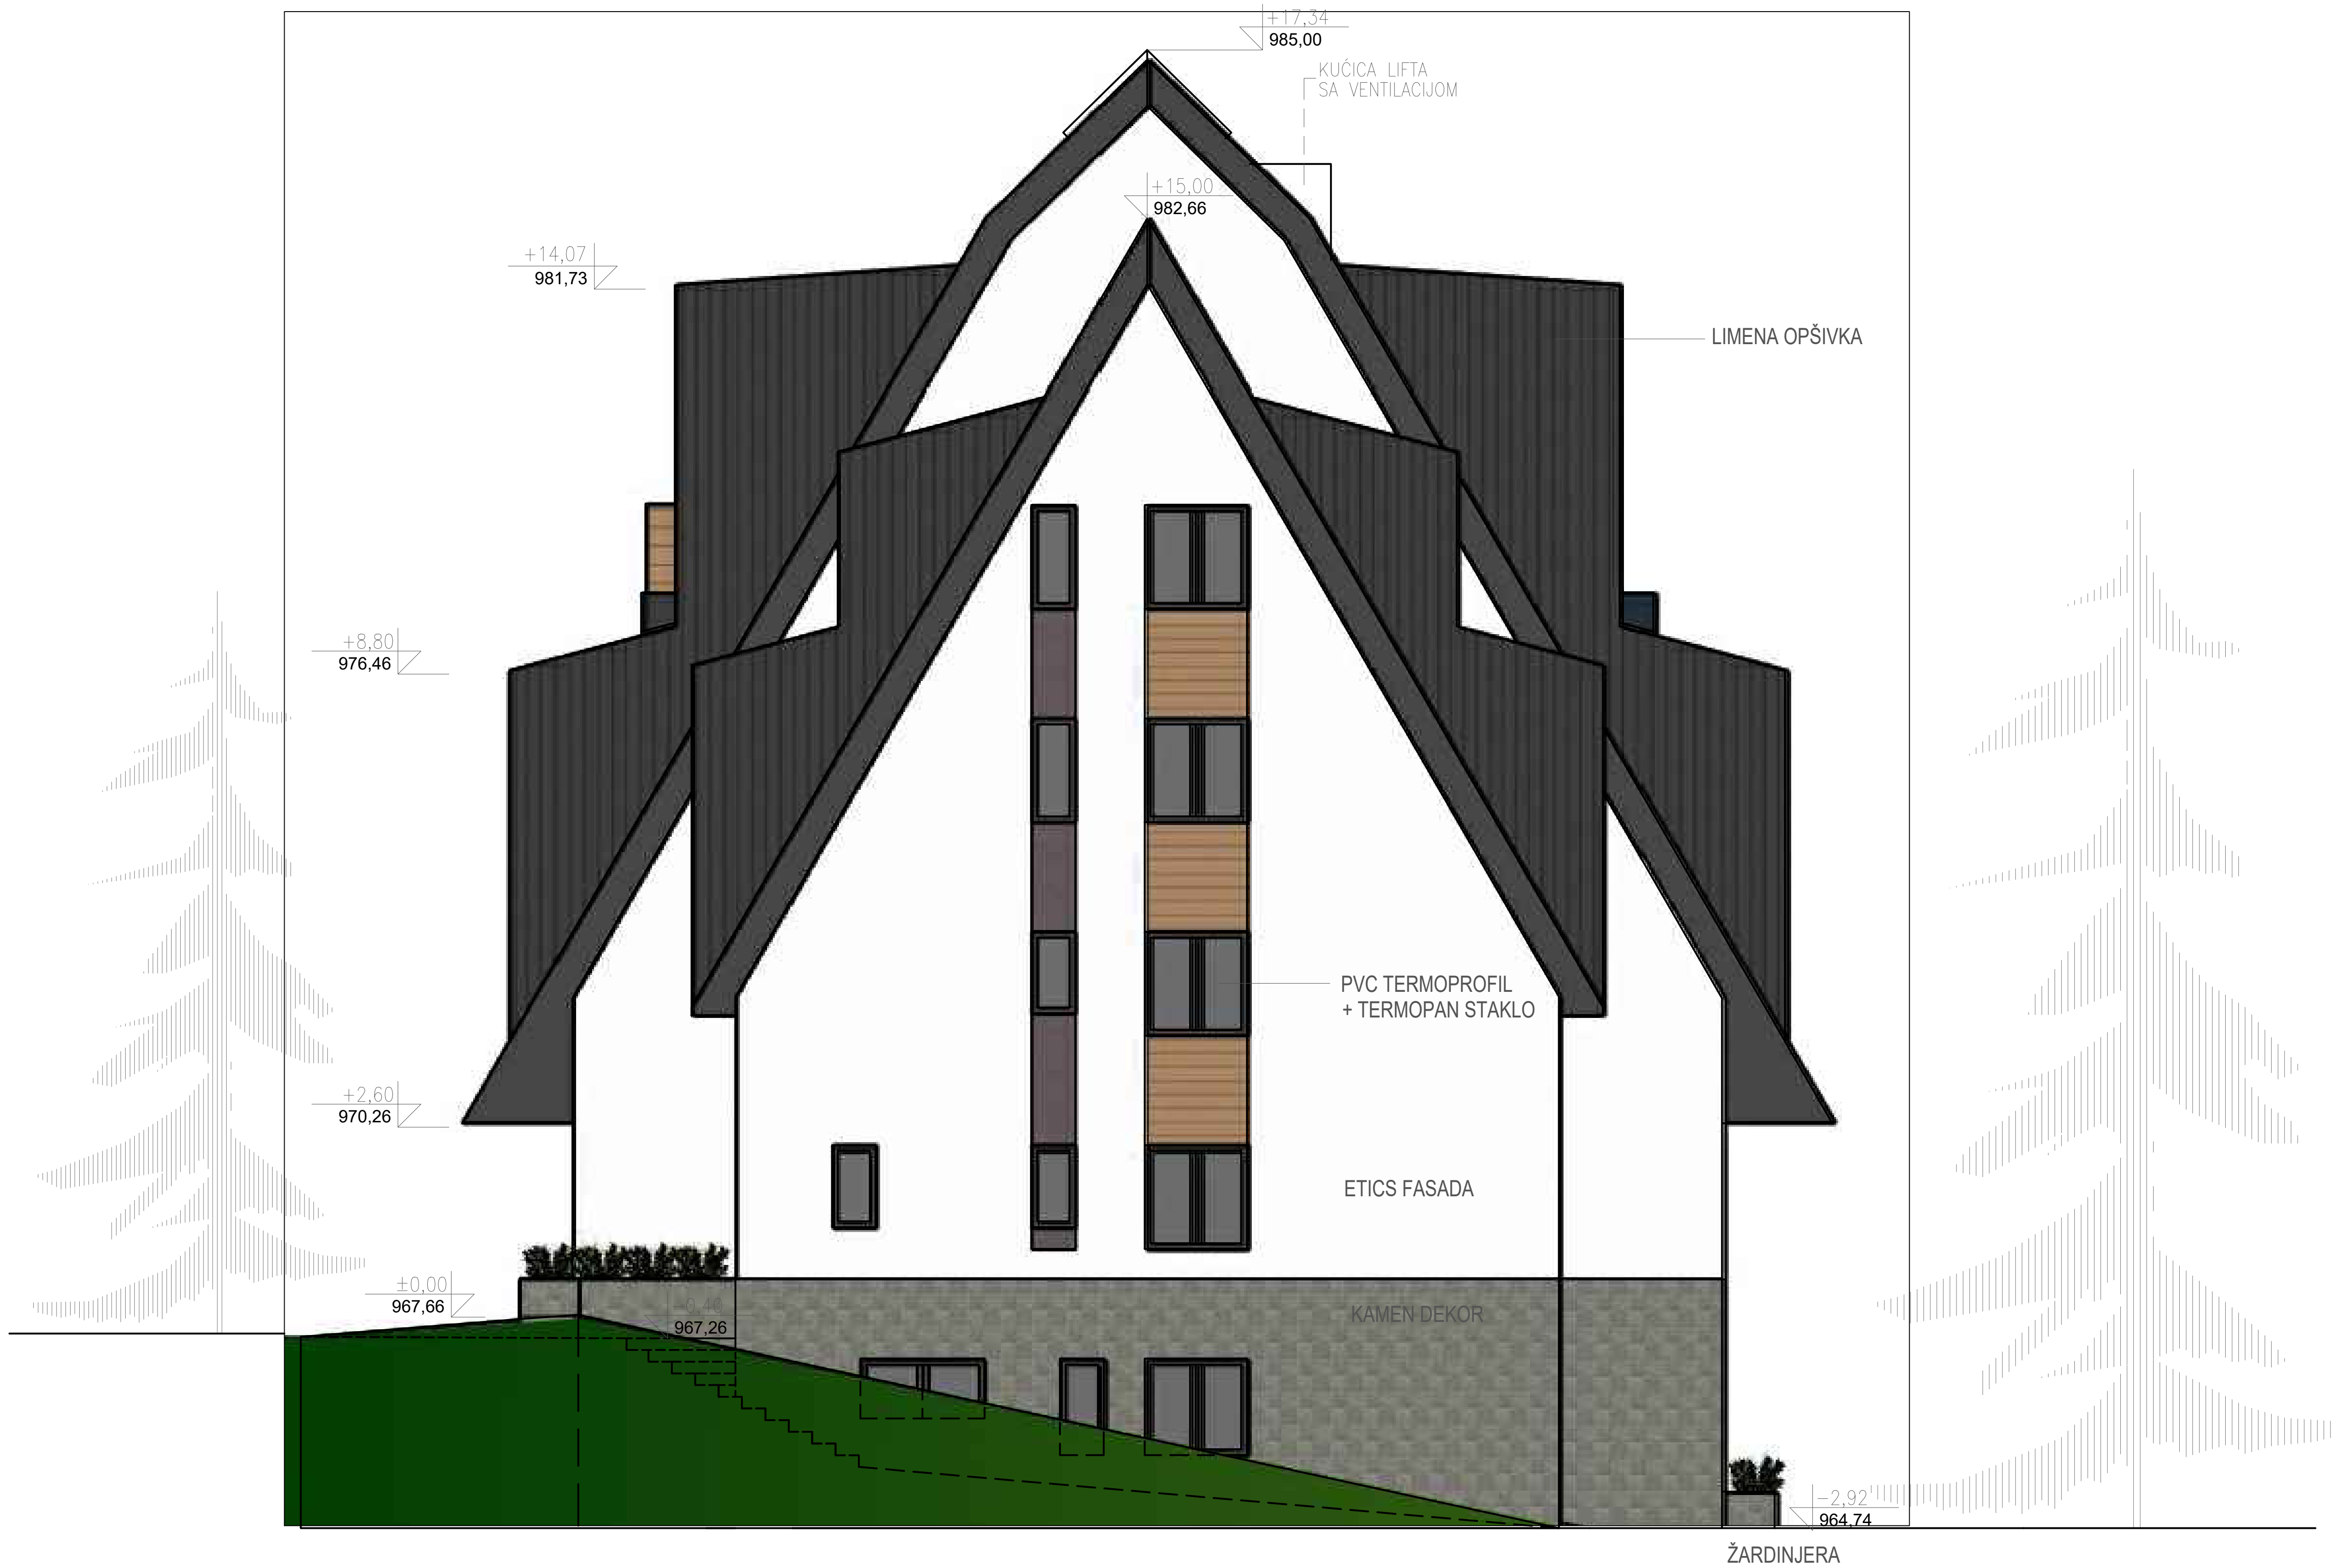 +17,34
985,00
KUĆICA LIFTA
SA VENTILACIJOM
+15,00
982,66
+14,07
981,73
LIMENA OPŠIVKA
+8,80
976,46
PVC TERMOPROFIL
+ TERMOPAN STAKLO
+2,60
970,26
ETICS FASADA
±0,00
967,66
-0,40
967,26
KAMEN DEKOR
-2,92
964,74
ŽARDINJERA